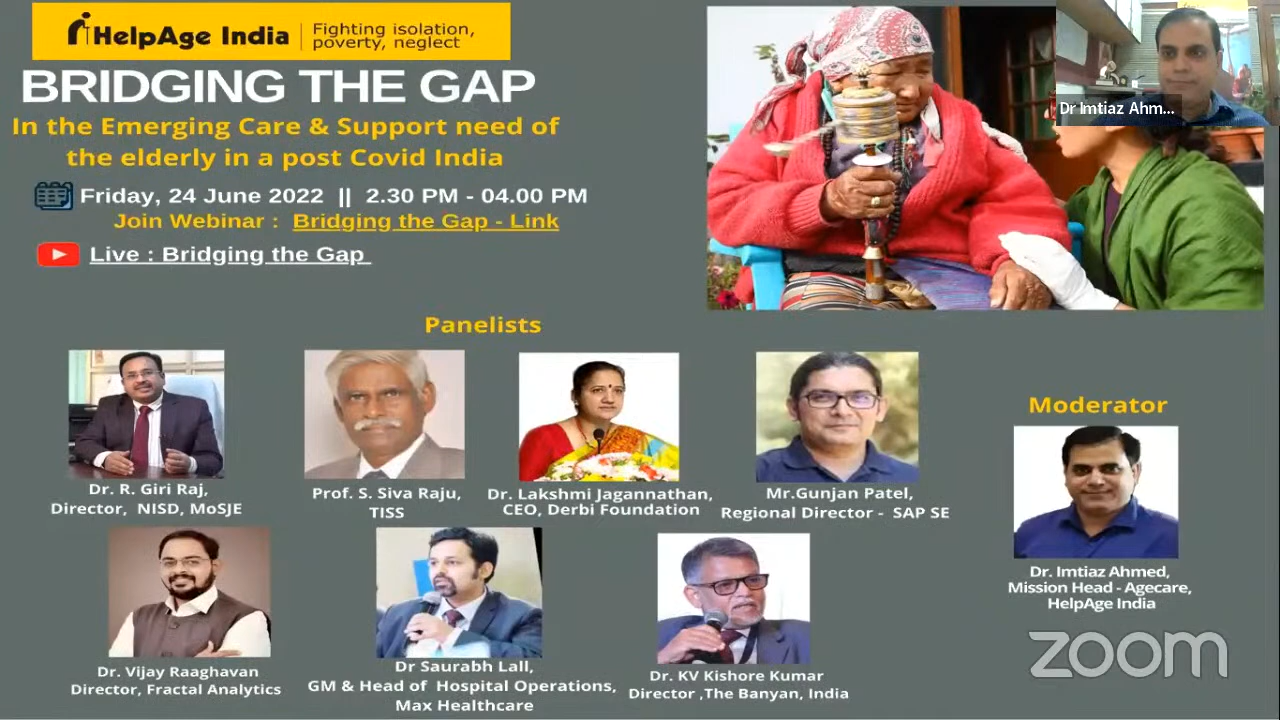 HelpAge India
Fighting isolation,
poverty, neglect
BRIDGING THE GAP
In the Emerging Care & Support need of
the elderly in a post Covid India
Friday, 24 June 2022 || 2.30 PM - 04.00 PM
Join Webinar : Bridging the Gap - Link
Live : Bridging the Gap
Dr Imtiaz Ahm...
Panelists
Dr. R. Giri Raj,
Director, NISD, MoSJE
Prof. S. Siva Raju,
TISS
Dr. Lakshmi Jagannathan,
CEO, Derbi Foundation
Mr.Gunjan Patel,
Regional Director - SAP SE
Moderator
Dr. Imtiaz Ahmed,
Mission Head - Agecare,
HelpAge India
Dr. Vijay Raaghavan
Director, Fractal Analytics
Dr Saurabh Lall,
GM & Head of Hospital Operations,
Max Healthcare
Dr. KV Kishore Kumar
Director ,The Banyan, India
zoom